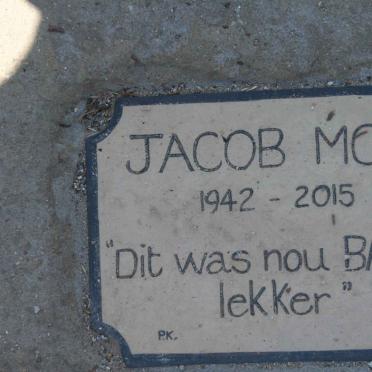 JACOB
1942 - 2015
"Dit was nou
lekker"
P.K.